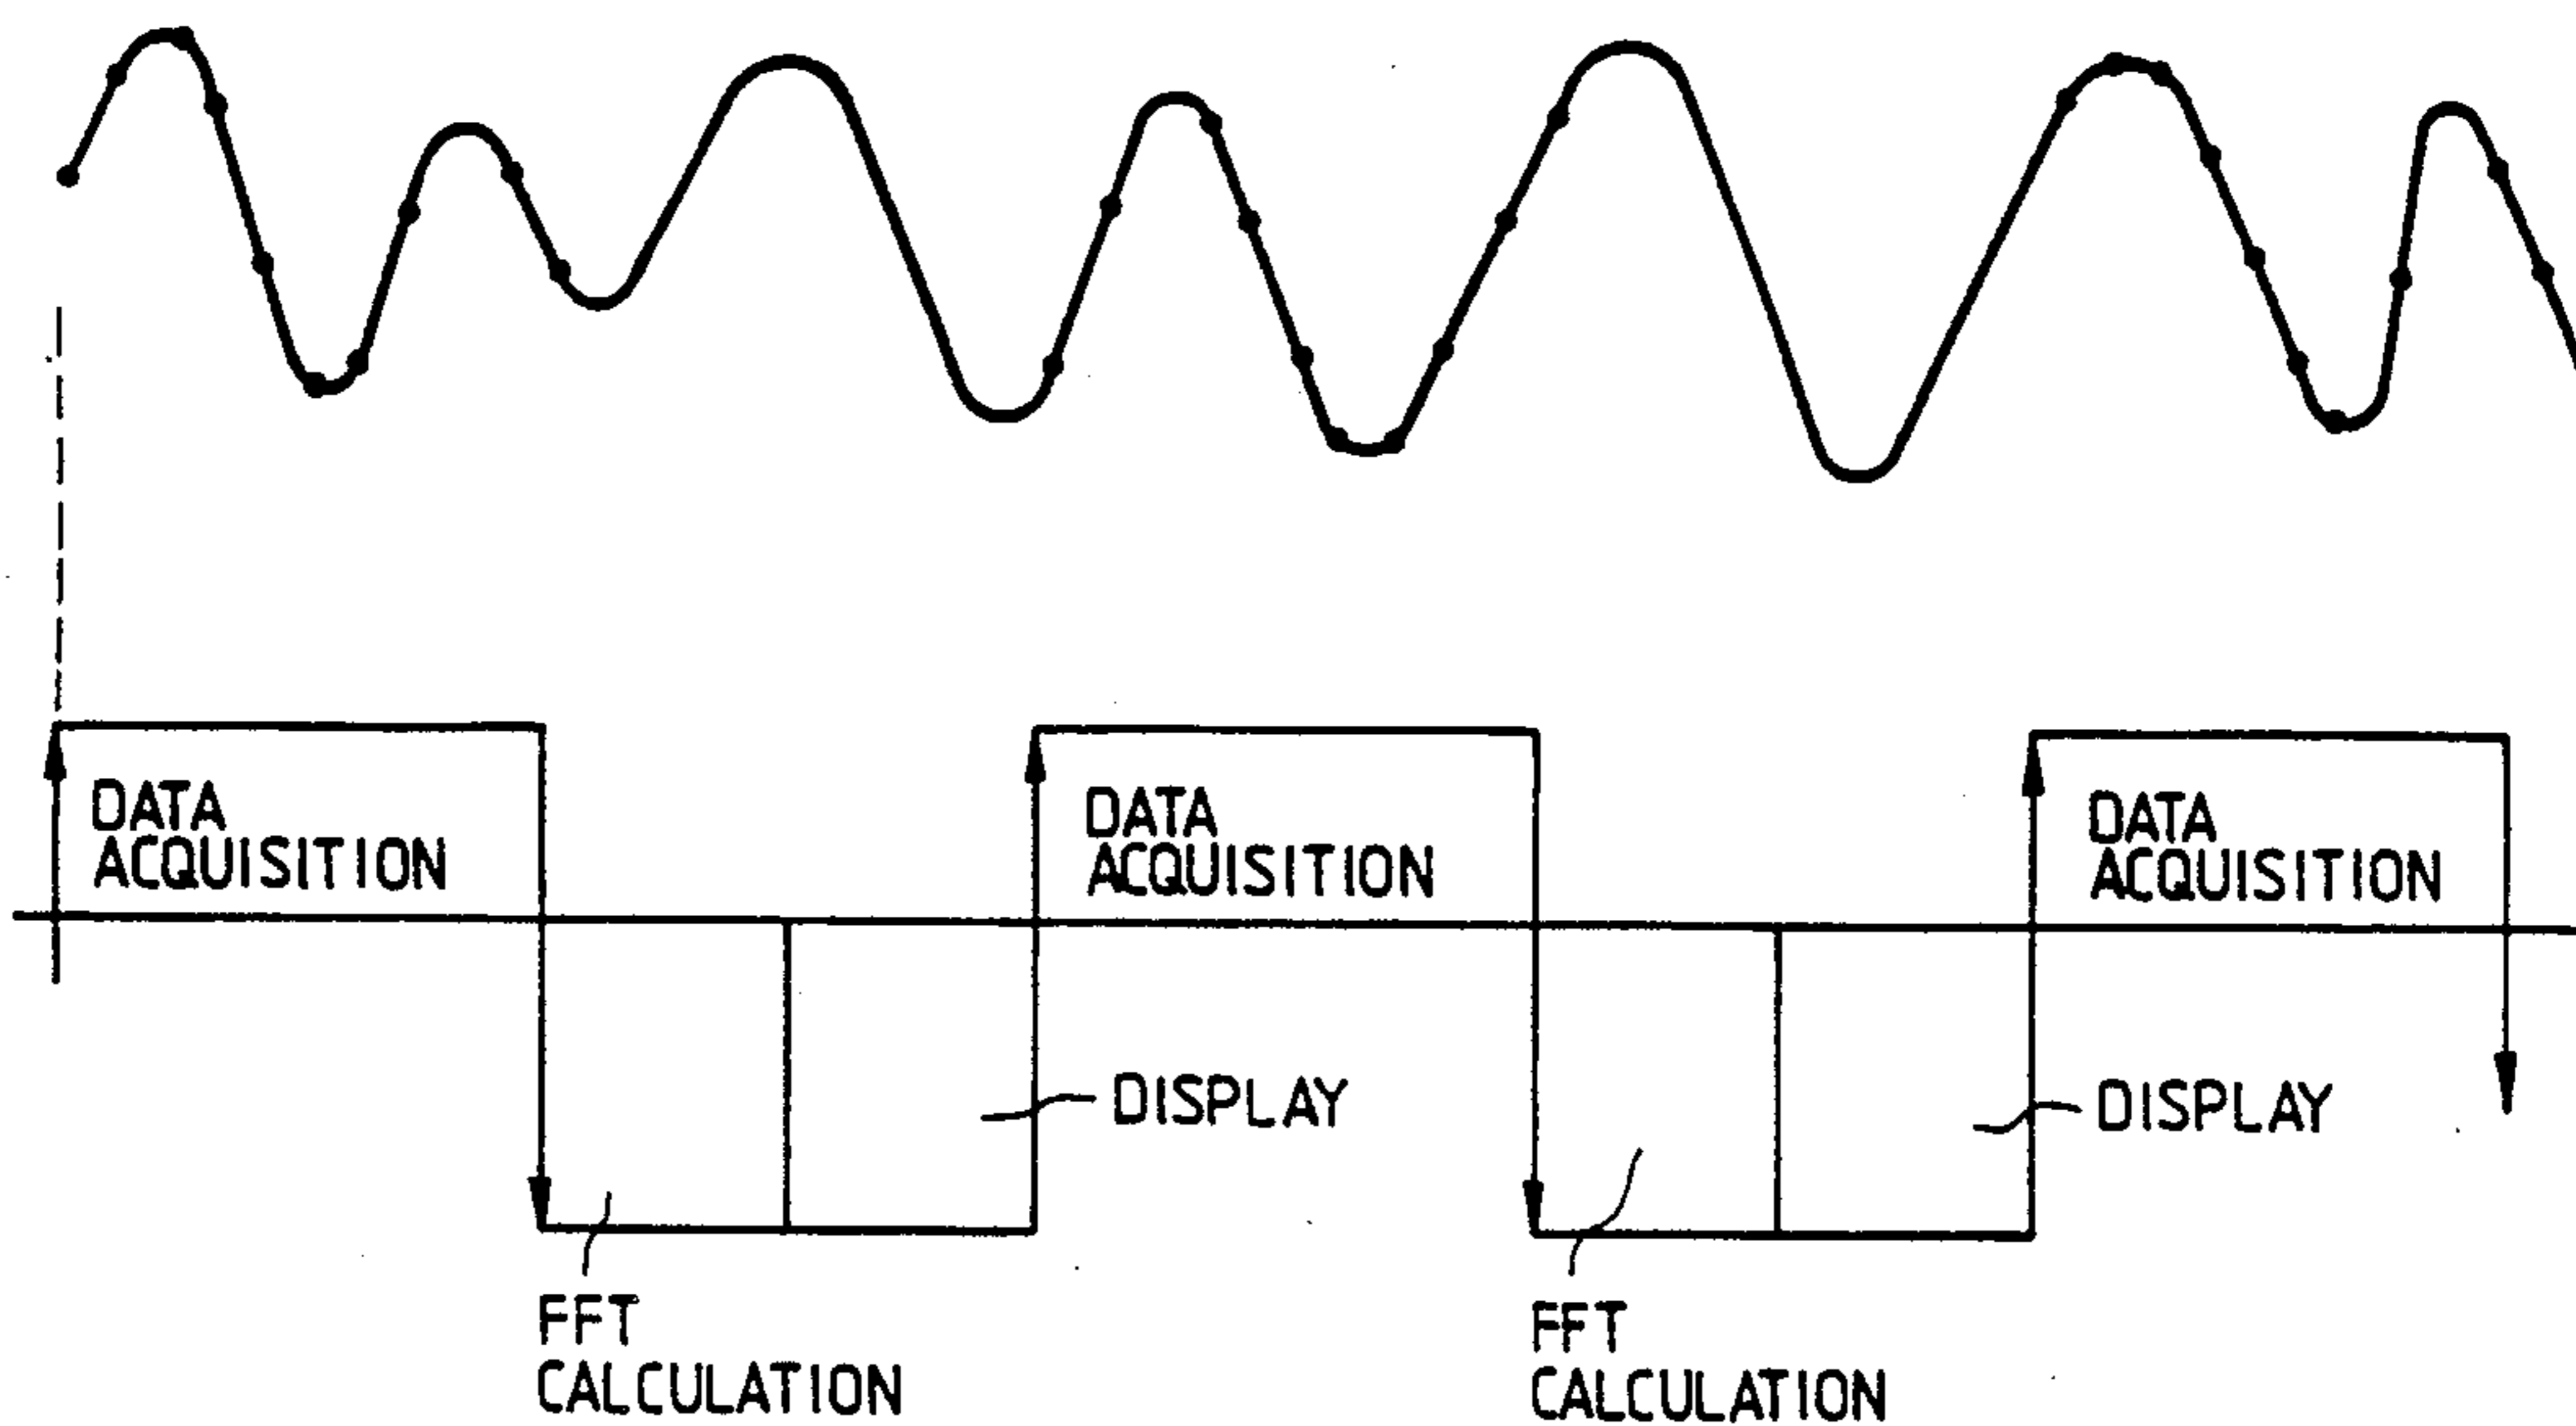 DATA
ACQUISITION
DATA
ACQUISITION
DATA
ACQUISITION
DISPLAY
DISPLAY
FFT
CALCULATION
FFT
CALCULATION